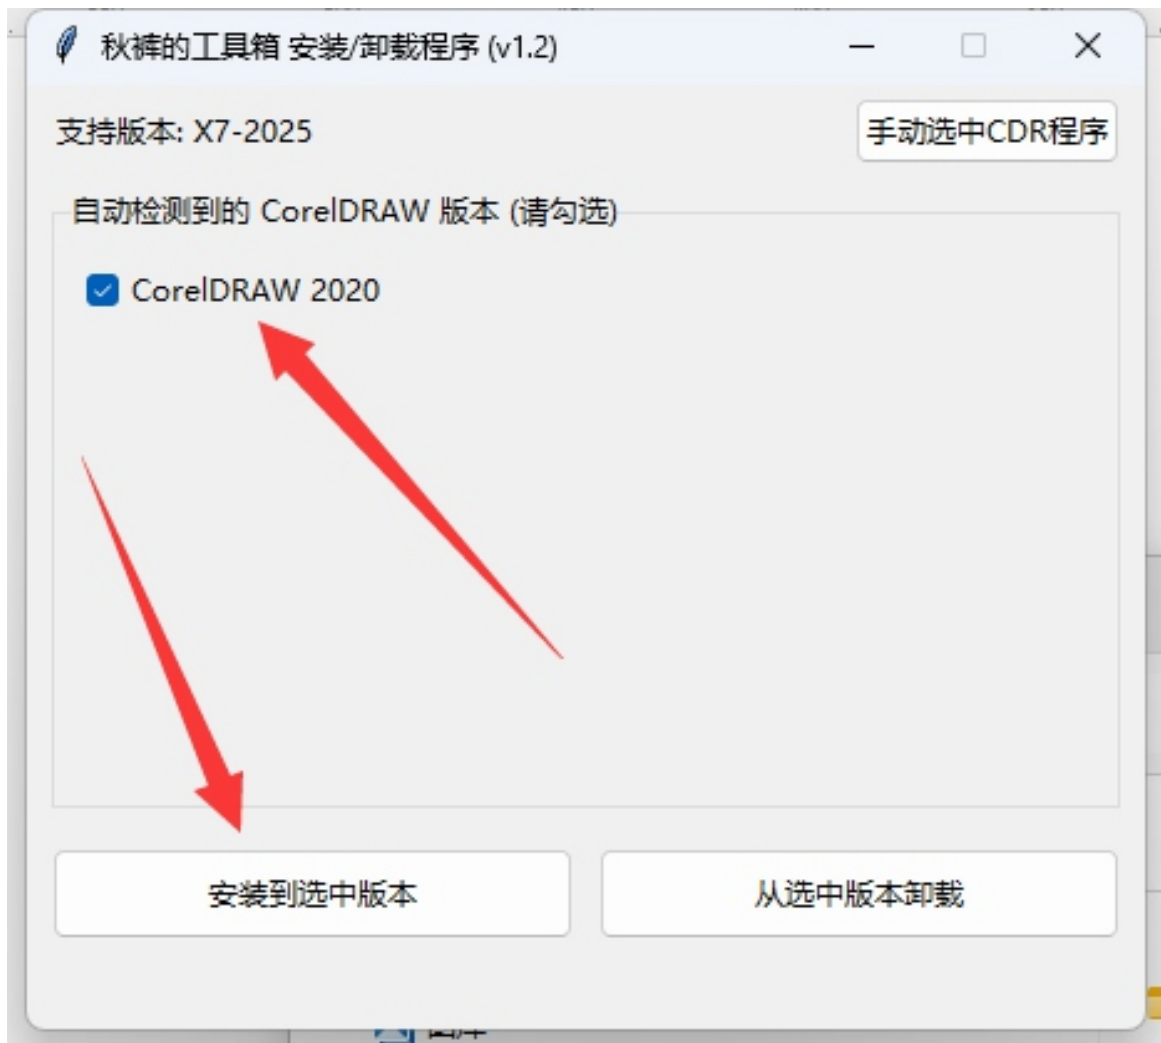 秋裤的工具箱 安装/卸载程序 (v1.2)
支持版本: X7-2025
手动选中CDR程序
自动检测到的 CorelDRAW 版本 (请勾选)
CorelDRAW 2020
安装到选中版本
从选中版本卸载